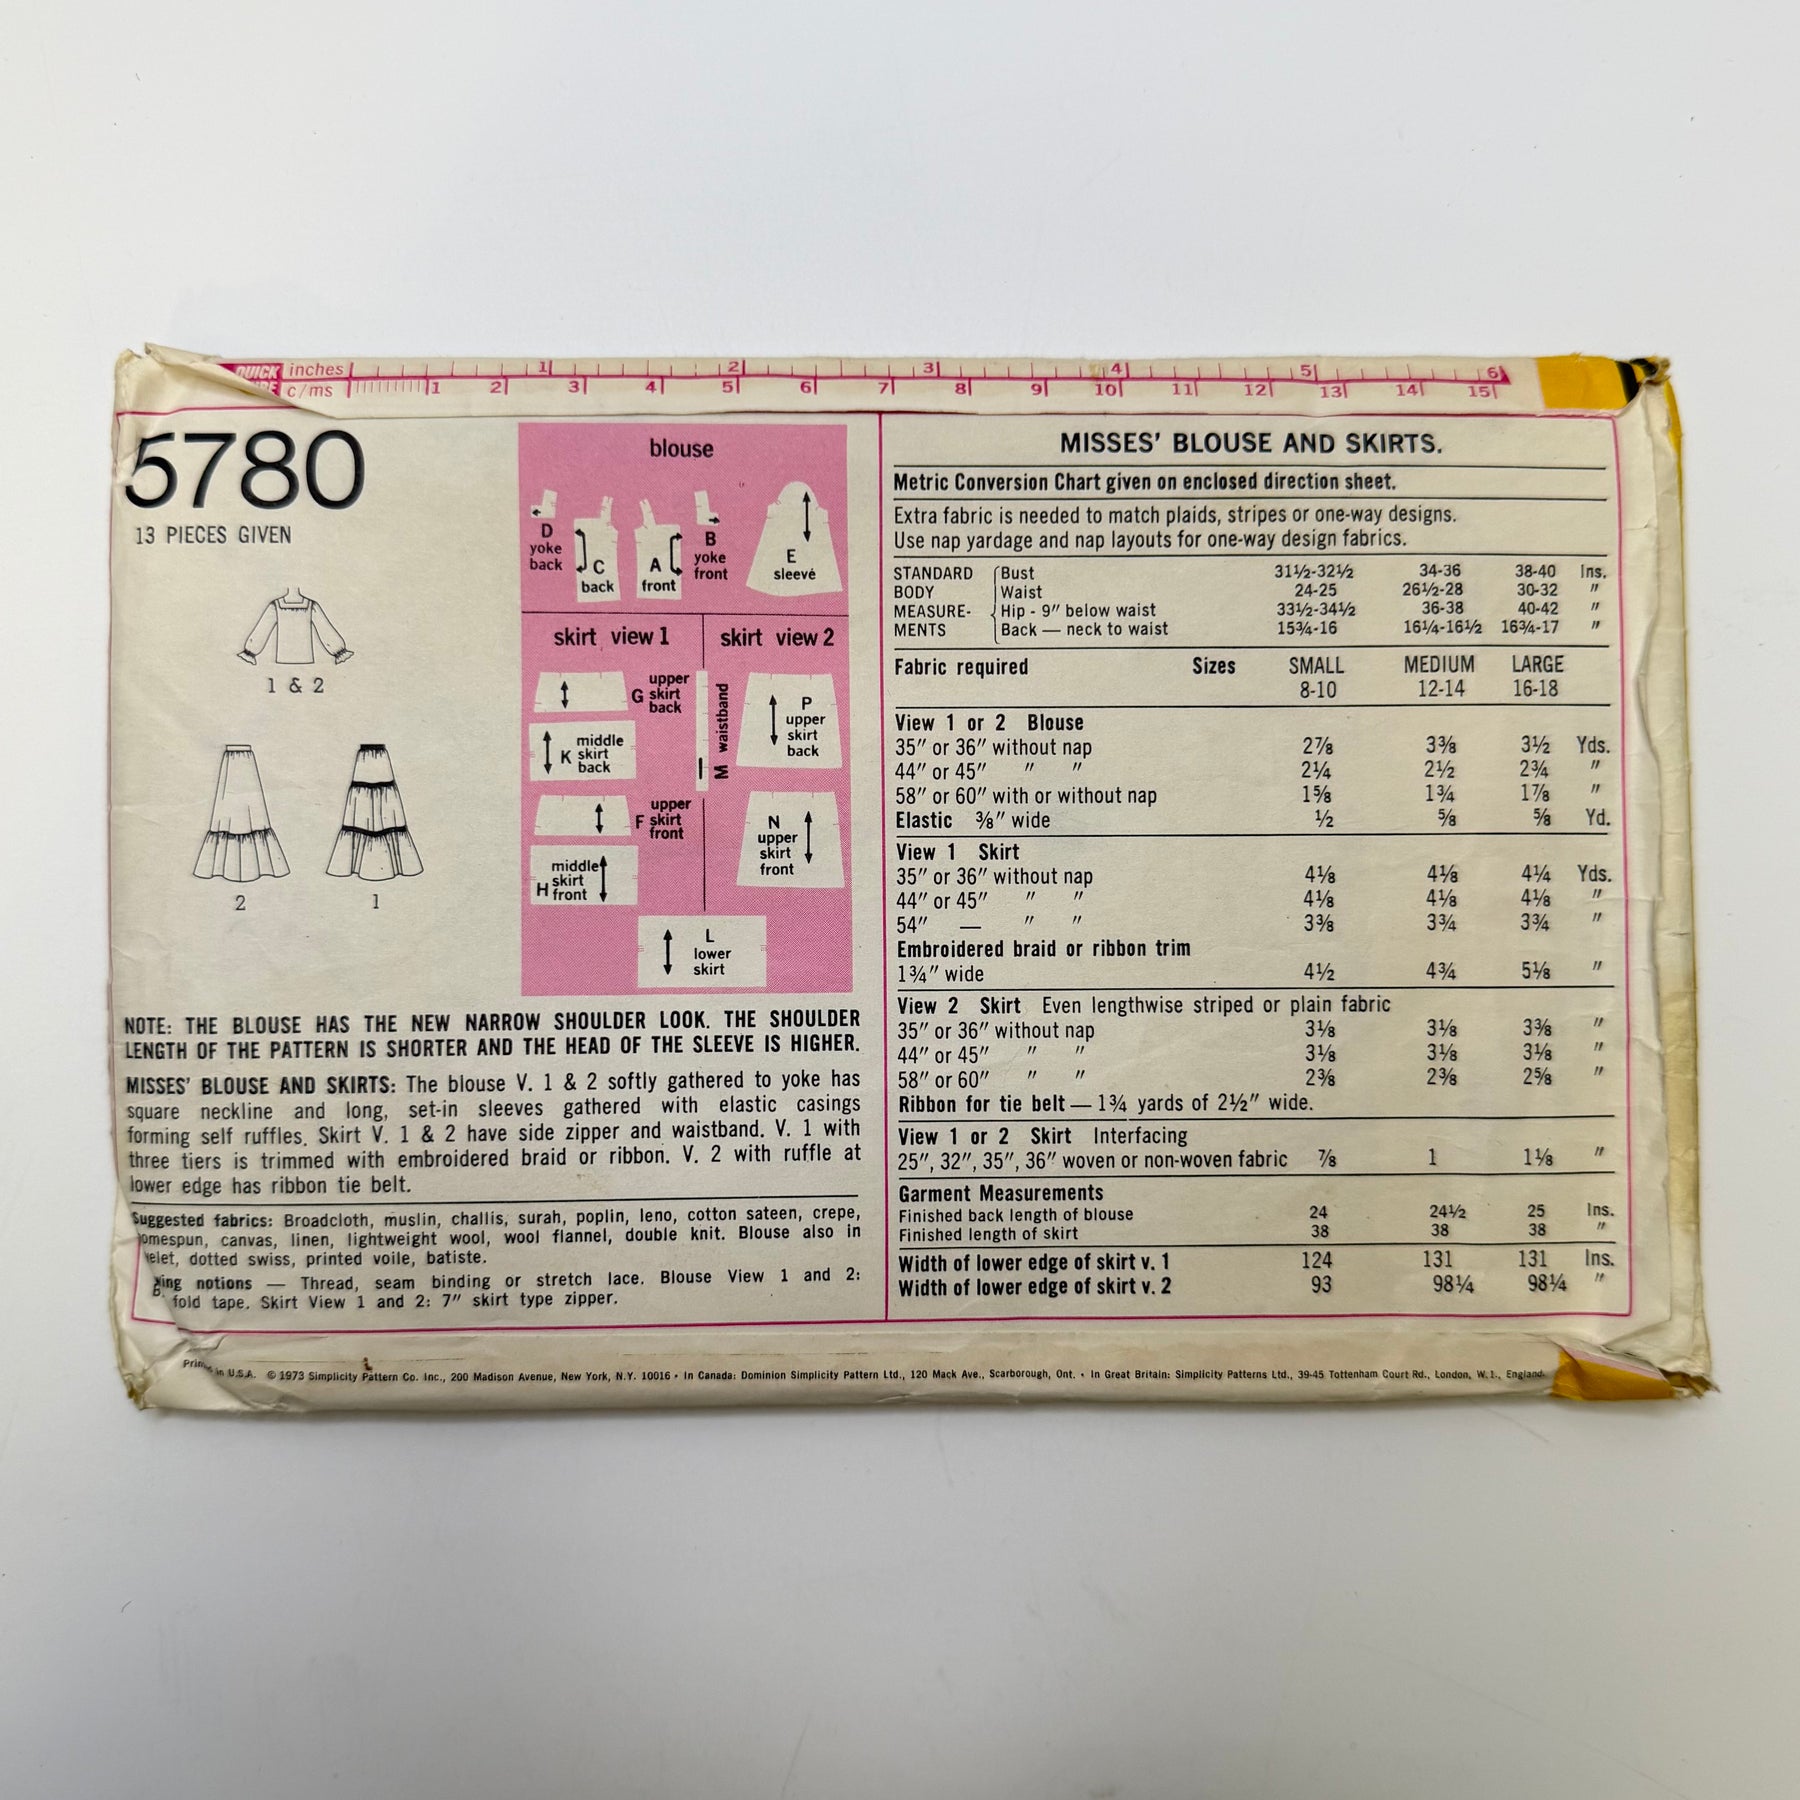 QUICK inches 1 2 3 4 5 6
c/ms 1 2 3 4 5 6 7 8 9 10 11 12 13 14 15
5780
13 PIECES GIVEN
1 & 2
2 1
blouse
D yoke back
C back
A front
B yoke front
E sleeve
skirt view 1
skirt view 2
G upper skirt back
K middle skirt back
F upper skirt front
H middle skirt front
M waistband
P upper skirt back
N upper skirt front
L lower skirt
NOTE: THE BLOUSE HAS THE NEW NARROW SHOULDER LOOK. THE SHOULDER
LENGTH OF THE PATTERN IS SHORTER AND THE HEAD OF THE SLEEVE IS HIGHER.
MISSES' BLOUSE AND SKIRTS: The blouse V. 1 & 2 softly gathered to yoke has
square neckline and long, set-in sleeves gathered with elastic casings
forming self ruffles. Skirt V. 1 & 2 have side zipper and waistband. V. 1 with
three tiers is trimmed with embroidered braid or ribbon. V. 2 with ruffle at
lower edge has ribbon tie belt.
Suggested fabrics: Broadcloth, muslin, challis, surah, poplin, leno, cotton sateen, crepe,
omespun, canvas, linen, lightweight wool, wool flannel, double knit. Blouse also in
elet, dotted swiss, printed voile, batiste.
ing notions — Thread, seam binding or stretch lace. Blouse View 1 and 2:
fold tape. Skirt View 1 and 2: 7" skirt type zipper.
MISSES' BLOUSE AND SKIRTS.
Metric Conversion Chart given on enclosed direction sheet.
Extra fabric is needed to match plaids, stripes or one-way designs.
Use nap yardage and nap layouts for one-way design fabrics.
STANDARD Bust 31½-32½ 34-36 38-40 Ins.
BODY Waist 24-25 26½-28 30-32 "
MEASURE- Hip - 9" below waist 33½-34½ 36-38 40-42 "
MENTS Back — neck to waist 15¾-16 16¼-16½ 16¾-17 "
Fabric required Sizes SMALL MEDIUM LARGE
8-10 12-14 16-18
View 1 or 2 Blouse
35" or 36" without nap 2⅞ 3⅜ 3½ Yds.
44" or 45" " " 2¼ 2½ 2¾ "
58" or 60" with or without nap 1⅝ 1¾ 1⅞ "
Elastic ⅜" wide ½ ⅝ ⅝ Yd.
View 1 Skirt
35" or 36" without nap 4⅛ 4⅛ 4¼ Yds.
44" or 45" " " 4⅛ 4⅛ 4⅛ "
54" — " " 3⅜ 3¾ 3¾ "
Embroidered braid or ribbon trim
1¾" wide 4½ 4¾ 5⅛ "
View 2 Skirt Even lengthwise striped or plain fabric
35" or 36" without nap 3⅛ 3⅛ 3⅜ "
44" or 45" " " 3⅛ 3⅛ 3⅛ "
58" or 60" " " 2⅜ 2⅜ 2⅝ "
Ribbon for tie belt — 1¾ yards of 2½" wide.
View 1 or 2 Skirt Interfacing
25", 32", 35", 36" woven or non-woven fabric ⅞ 1 1⅛ "
Garment Measurements
Finished back length of blouse 24 24½ 25 Ins.
Finished length of skirt 38 38 38 "
Width of lower edge of skirt v. 1 124 131 131 Ins.
Width of lower edge of skirt v. 2 93 98¼ 98¼ "
in U.S.A. © 1973 Simplicity Pattern Co. Inc., 200 Madison Avenue, New York, N.Y. 10016 • In Canada: Dominion Simplicity Pattern Ltd., 120 Mack Ave., Scarborough, Ont. • In Great Britain: Simplicity Patterns Ltd., 39-45 Tottenham Court Rd., London, W.1., England.